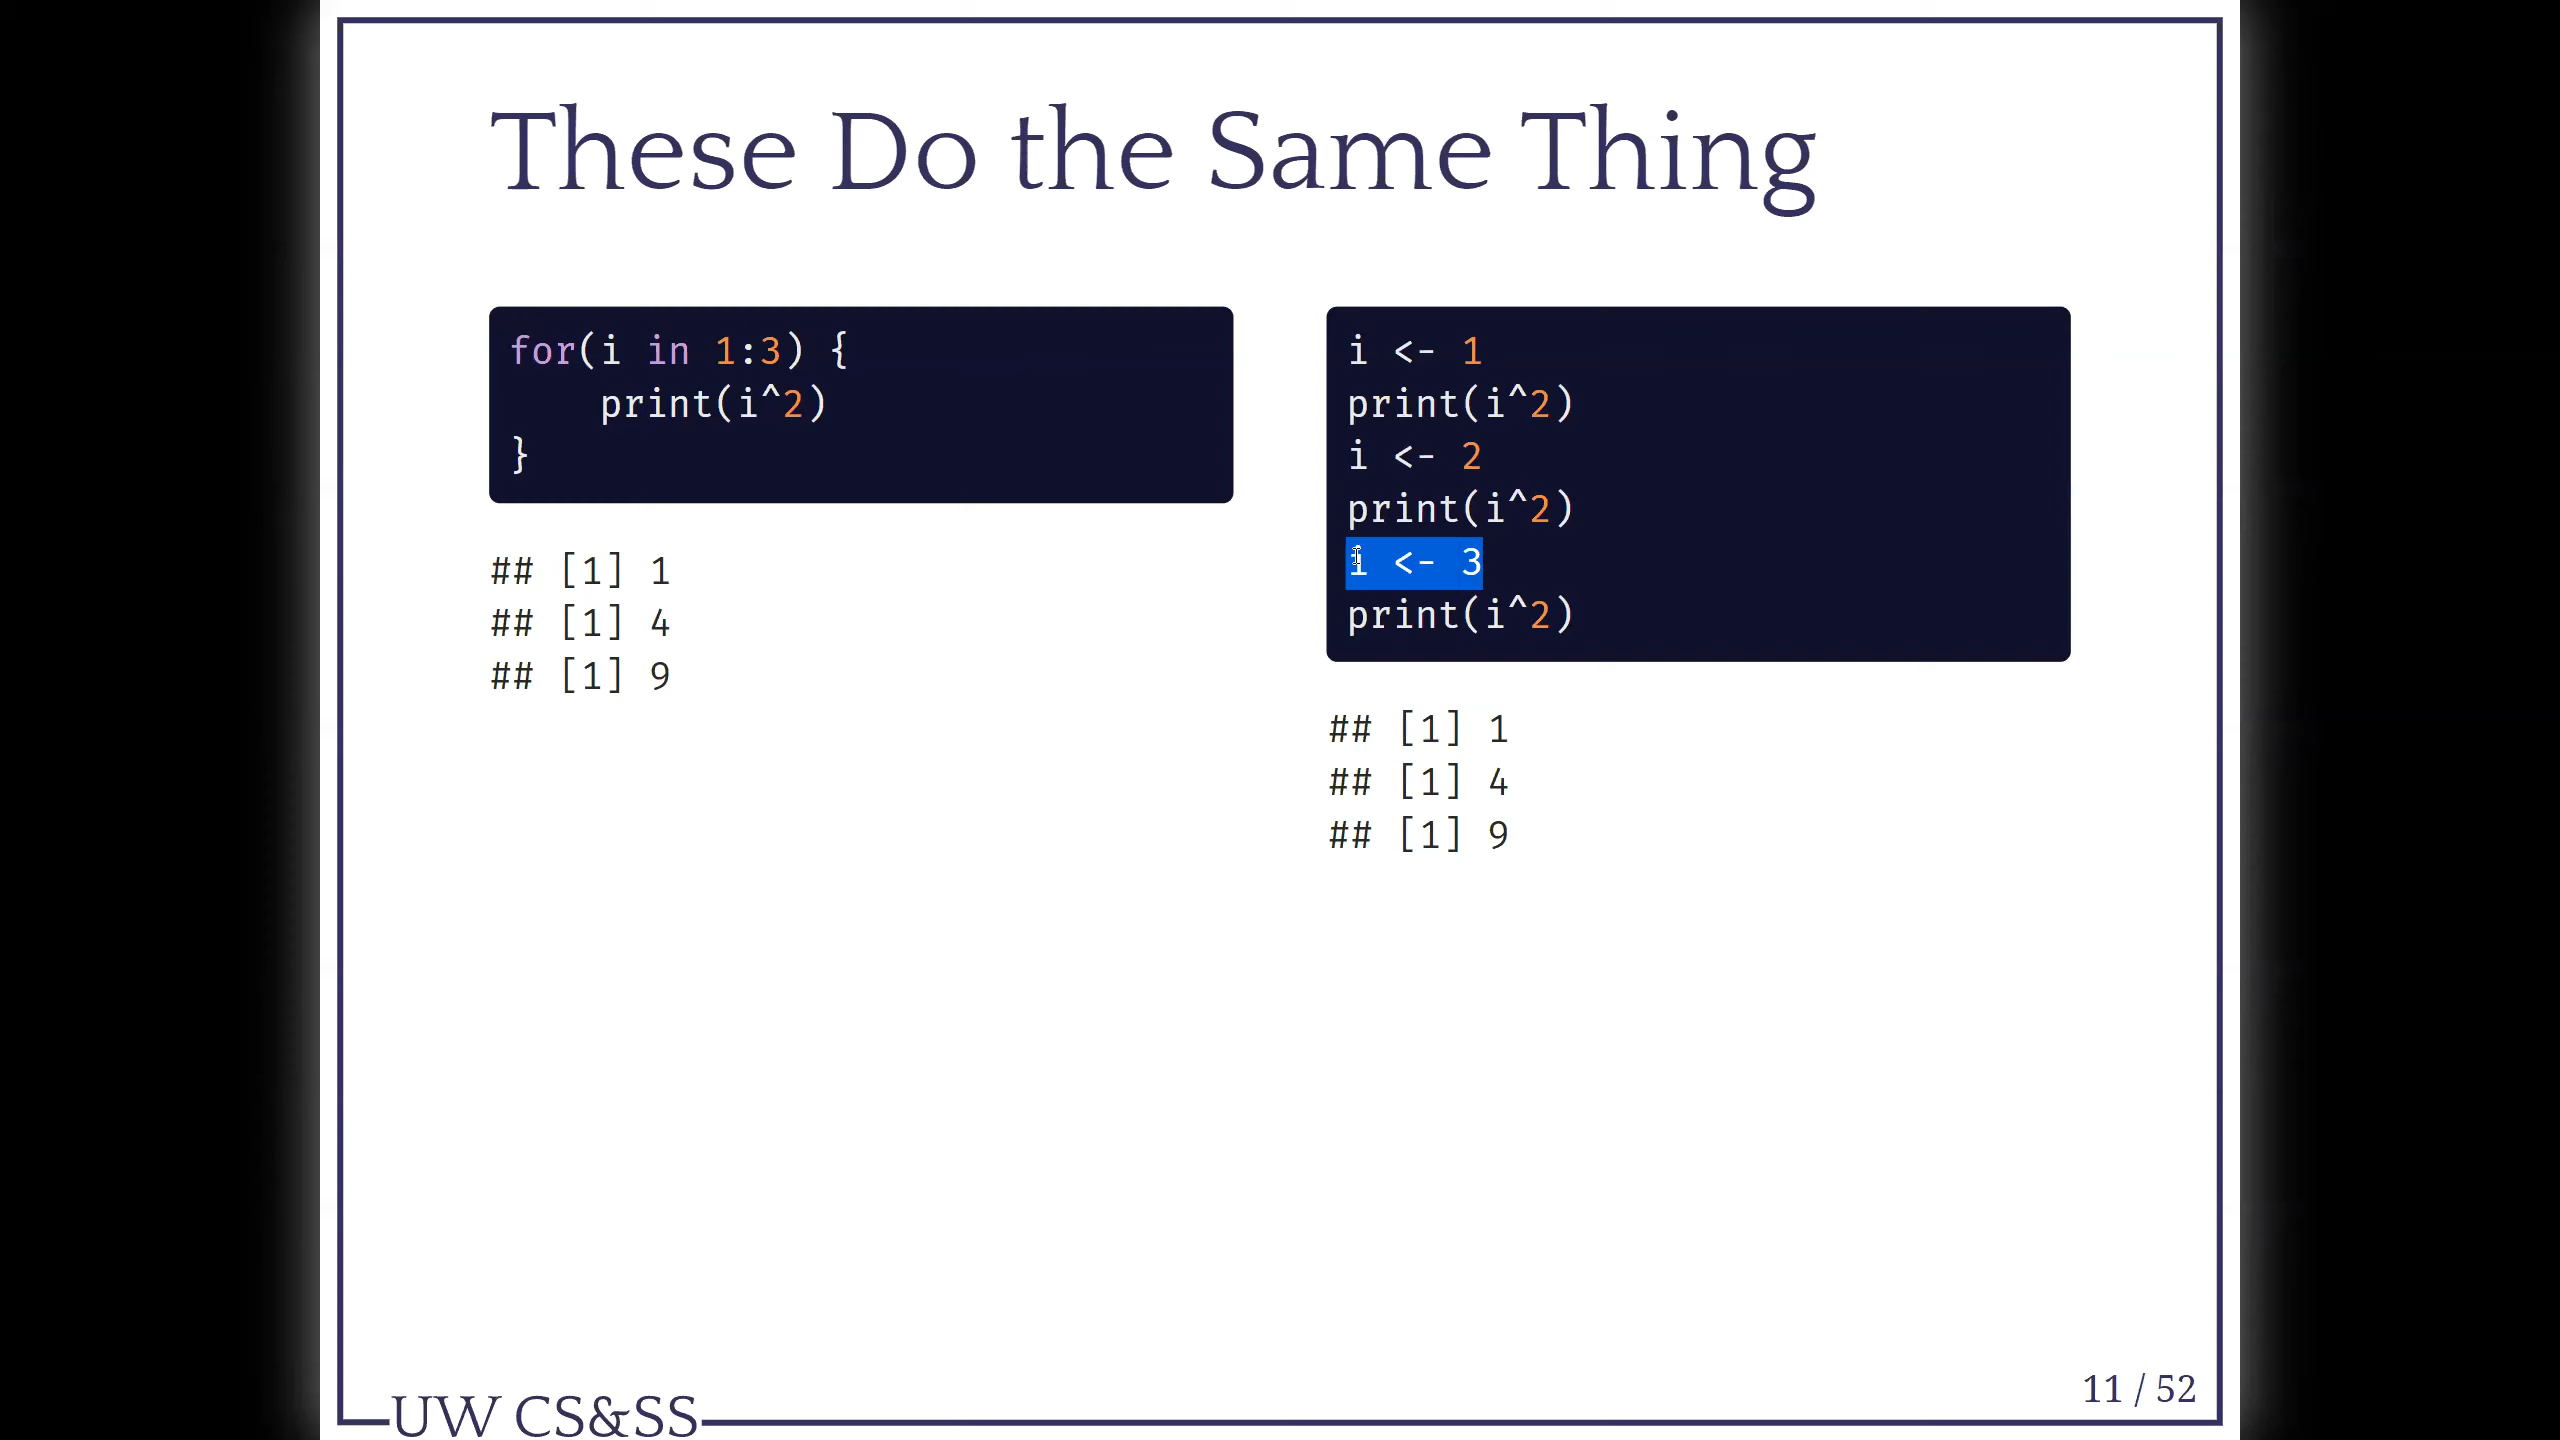 These Do the Same Thing
for(i in 1:3) {
    print(i^2)
}
## [1] 1
## [1] 4
## [1] 9
i <- 1
print(i^2)
i <- 2
print(i^2)
i <- 3
print(i^2)
## [1] 1
## [1] 4
## [1] 9
UW CS&SS
11 / 52